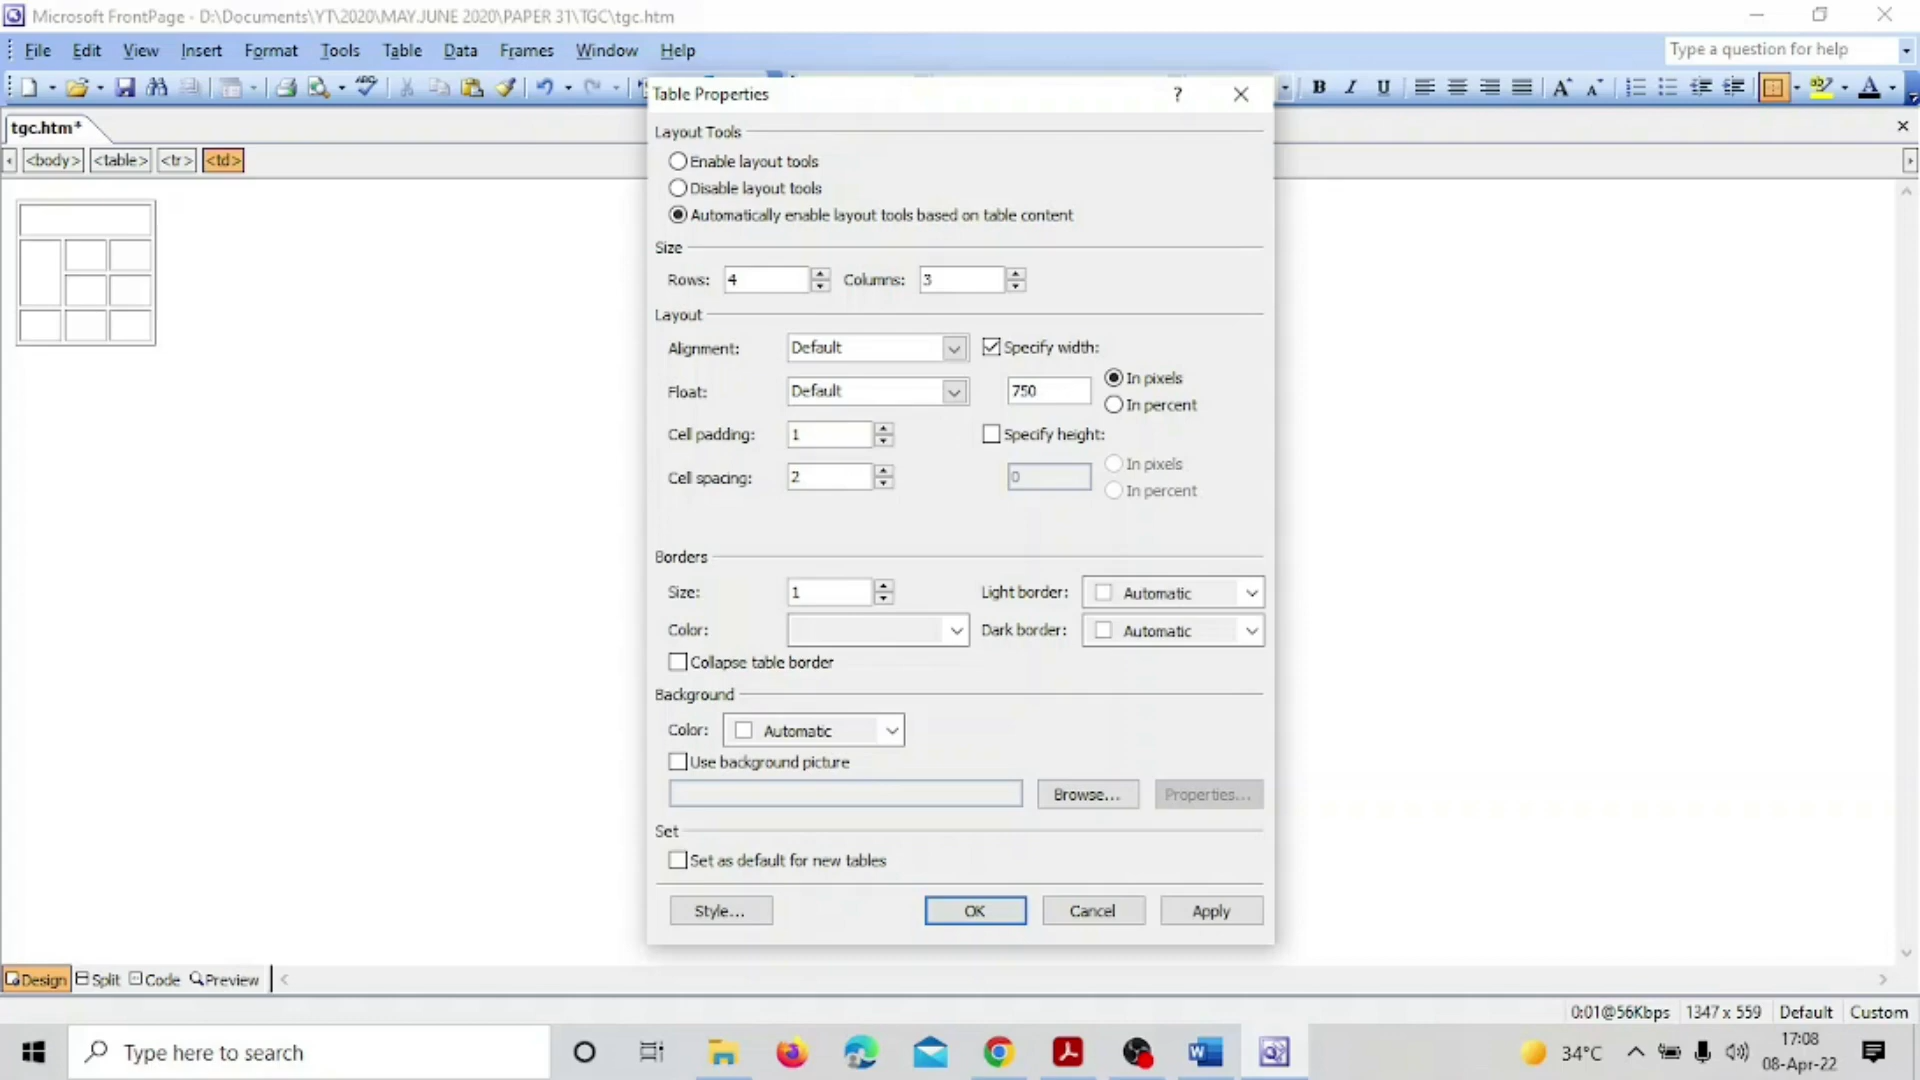 Microsoft FrontPage - D:\Documents\YT\2020\MAY.JUNE 2020\PAPER 31\TGC\tgc.htm
File Edit View Insert Format Tools Table Data Frames Window Help
Type a question for help
B I U
tgc.htm*
<body> <table> <tr> <td>
Table Properties
Layout Tools
Enable layout tools
Disable layout tools
Automatically enable layout tools based on table content
Size
Rows: 4 Columns: 3
Layout
Alignment: Default Specify width:
Float: Default 750 In pixels
In percent
Cell padding: 1 Specify height:
Cell spacing: 2 0 In pixels
In percent
Borders
Size: 1 Light border: Automatic
Color: Dark border: Automatic
Collapse table border
Background
Color: Automatic
Use background picture
Browse... Properties...
Set
Set as default for new tables
Style... OK Cancel Apply
Design Split Code Preview
0:01@56Kbps 1347 x 559 Default Custom
Type here to search
34°C
17:08
08-Apr-22